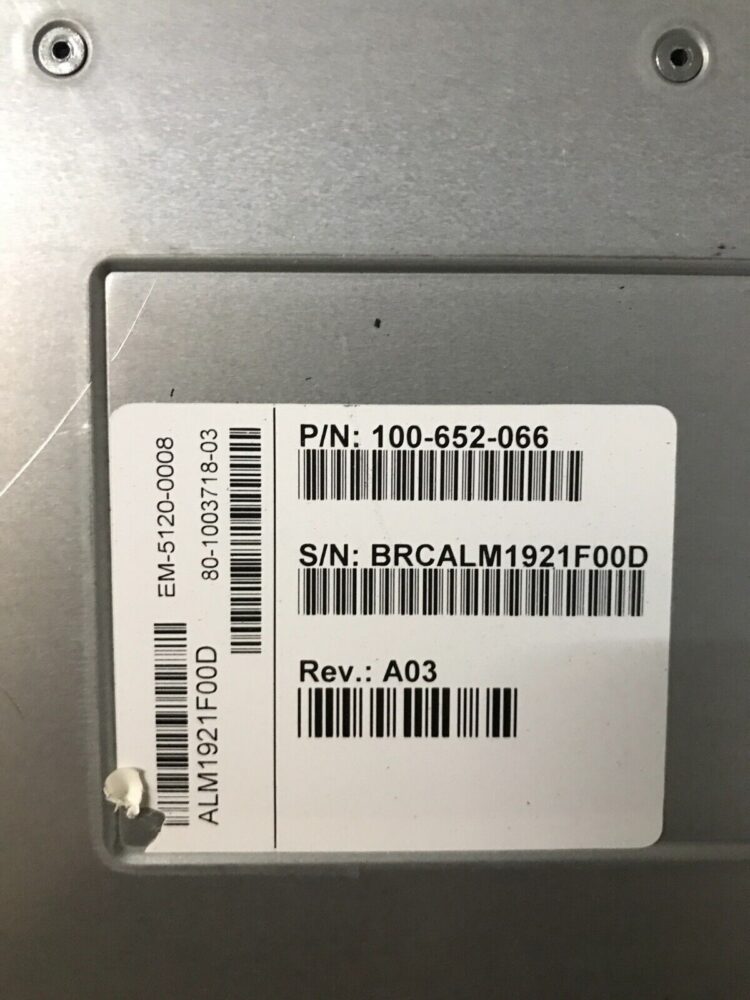 EM-5120-0008
80-1003718-03
ALM1921F00D
P/N: 100-652-066
S/N: BRCALM1921F00D
Rev.: A03